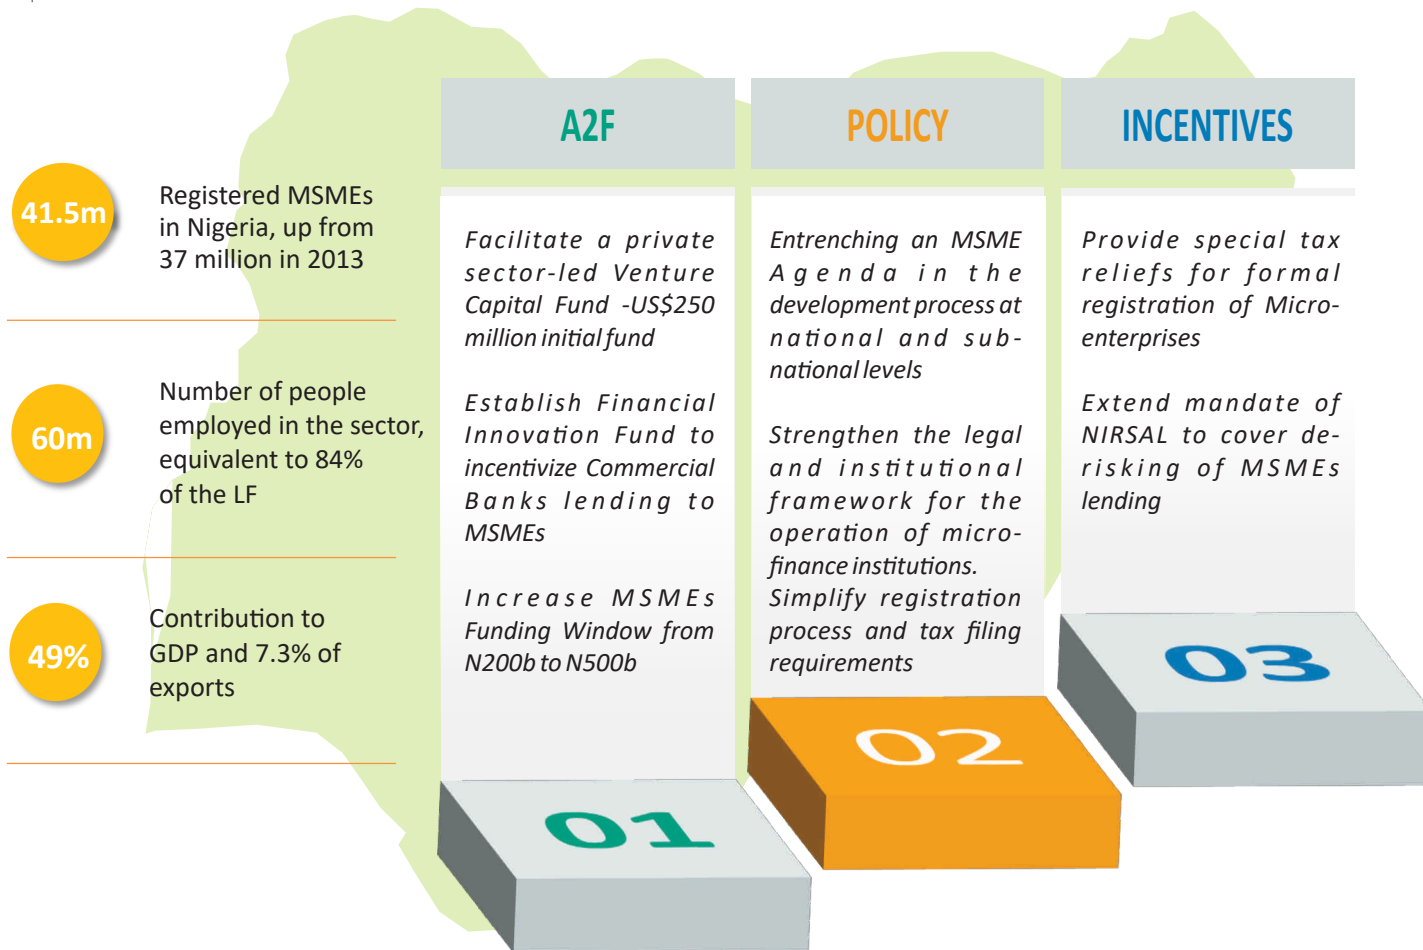 41.5m
Registered MSMEs
in Nigeria, up from
37 million in 2013
60m
Number of people
employed in the sector,
equivalent to 84%
of the LF
49%
Contribution to
GDP and 7.3% of
exports
A2F
Facilitate a private
sector-led Venture
Capital Fund -US$250
million initial fund
Establish Financial
Innovation Fund to
incentivize Commercial
Banks lending to
MSMEs
Increase MSMEs
Funding Window from
N200b to N500b
01
POLICY
Entrenching an MSME
Agenda in the
development process at
national and sub-
national levels
Strengthen the legal
and institutional
framework for the
operation of micro-
finance institutions.
Simplify registration
process and tax filing
requirements
02
INCENTIVES
Provide special tax
reliefs for formal
registration of Micro-
enterprises
Extend mandate of
NIRSAL to cover de-
risking of MSMEs
lending
03